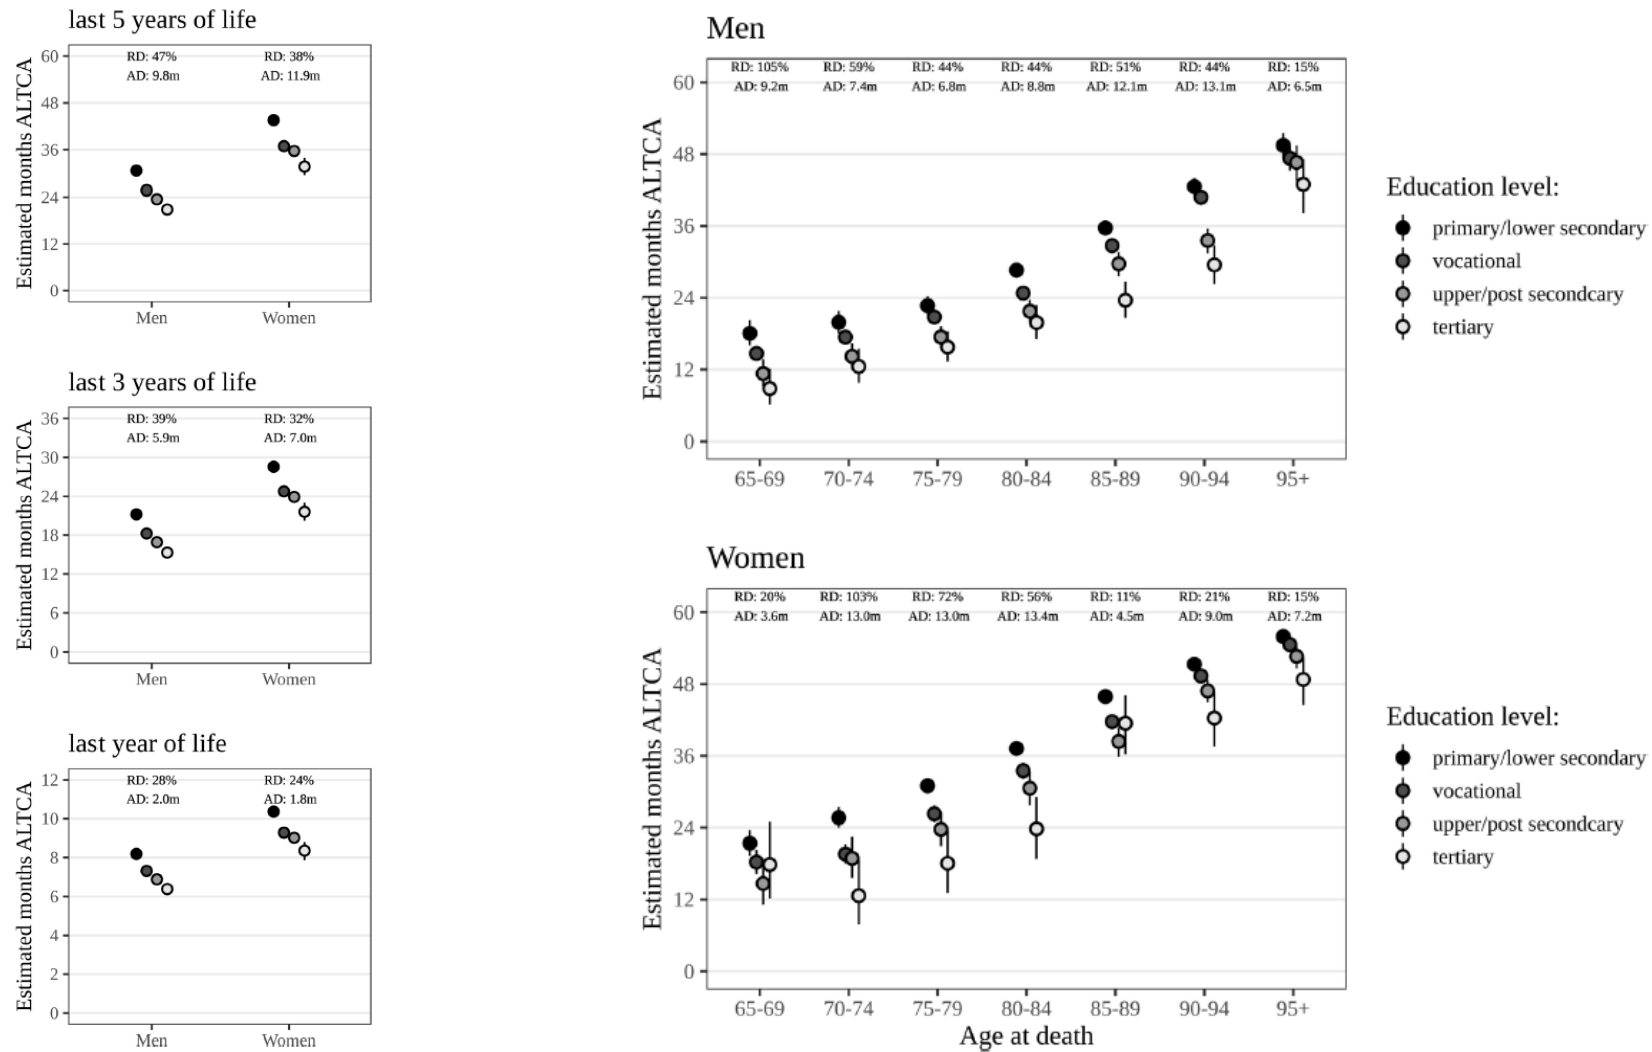 last 5 years of life
Estimated months ALTCA
60
48
36
24
12
0
RD: 47%
AD: 9.8m
RD: 38%
AD: 11.9m
Men
Women
last 3 years of life
Estimated months ALTCA
36
30
24
18
12
6
0
RD: 39%
AD: 5.9m
RD: 32%
AD: 7.0m
Men
Women
last year of life
Estimated months ALTCA
12
10
8
6
4
2
0
RD: 28%
AD: 2.0m
RD: 24%
AD: 1.8m
Men
Women
Men
Estimated months ALTCA
60
48
36
24
12
0
RD: 105%
AD: 9.2m
RD: 59%
AD: 7.4m
RD: 44%
AD: 6.8m
RD: 44%
AD: 8.8m
RD: 51%
AD: 12.1m
RD: 44%
AD: 13.1m
RD: 15%
AD: 6.5m
65-69
70-74
75-79
80-84
85-89
90-94
95+
Education level:
primary/lower secondary
vocational
upper/post secondcary
tertiary
Women
Estimated months ALTCA
60
48
36
24
12
0
RD: 20%
AD: 3.6m
RD: 103%
AD: 13.0m
RD: 72%
AD: 13.0m
RD: 56%
AD: 13.4m
RD: 11%
AD: 4.5m
RD: 21%
AD: 9.0m
RD: 15%
AD: 7.2m
65-69
70-74
75-79
80-84
85-89
90-94
95+
Age at death
Education level:
primary/lower secondary
vocational
upper/post secondcary
tertiary